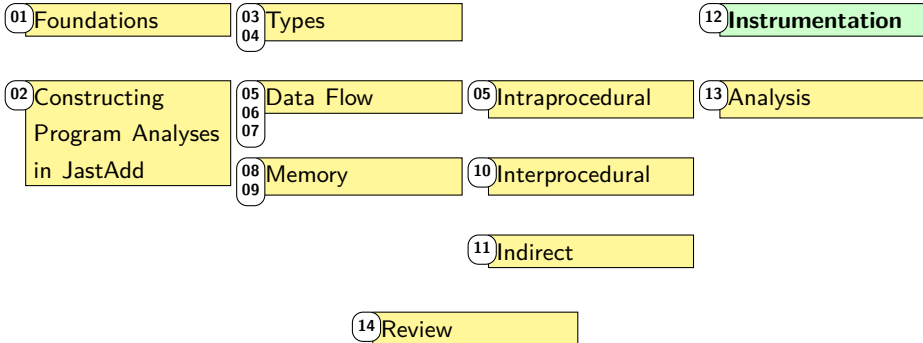 01 Foundations
03 04 Types
12 Instrumentation
02 Constructing
Program Analyses
in JastAdd
05 06 07 Data Flow
05 Intraprocedural
13 Analysis
08 09 Memory
10 Interprocedural
11 Indirect
14 Review